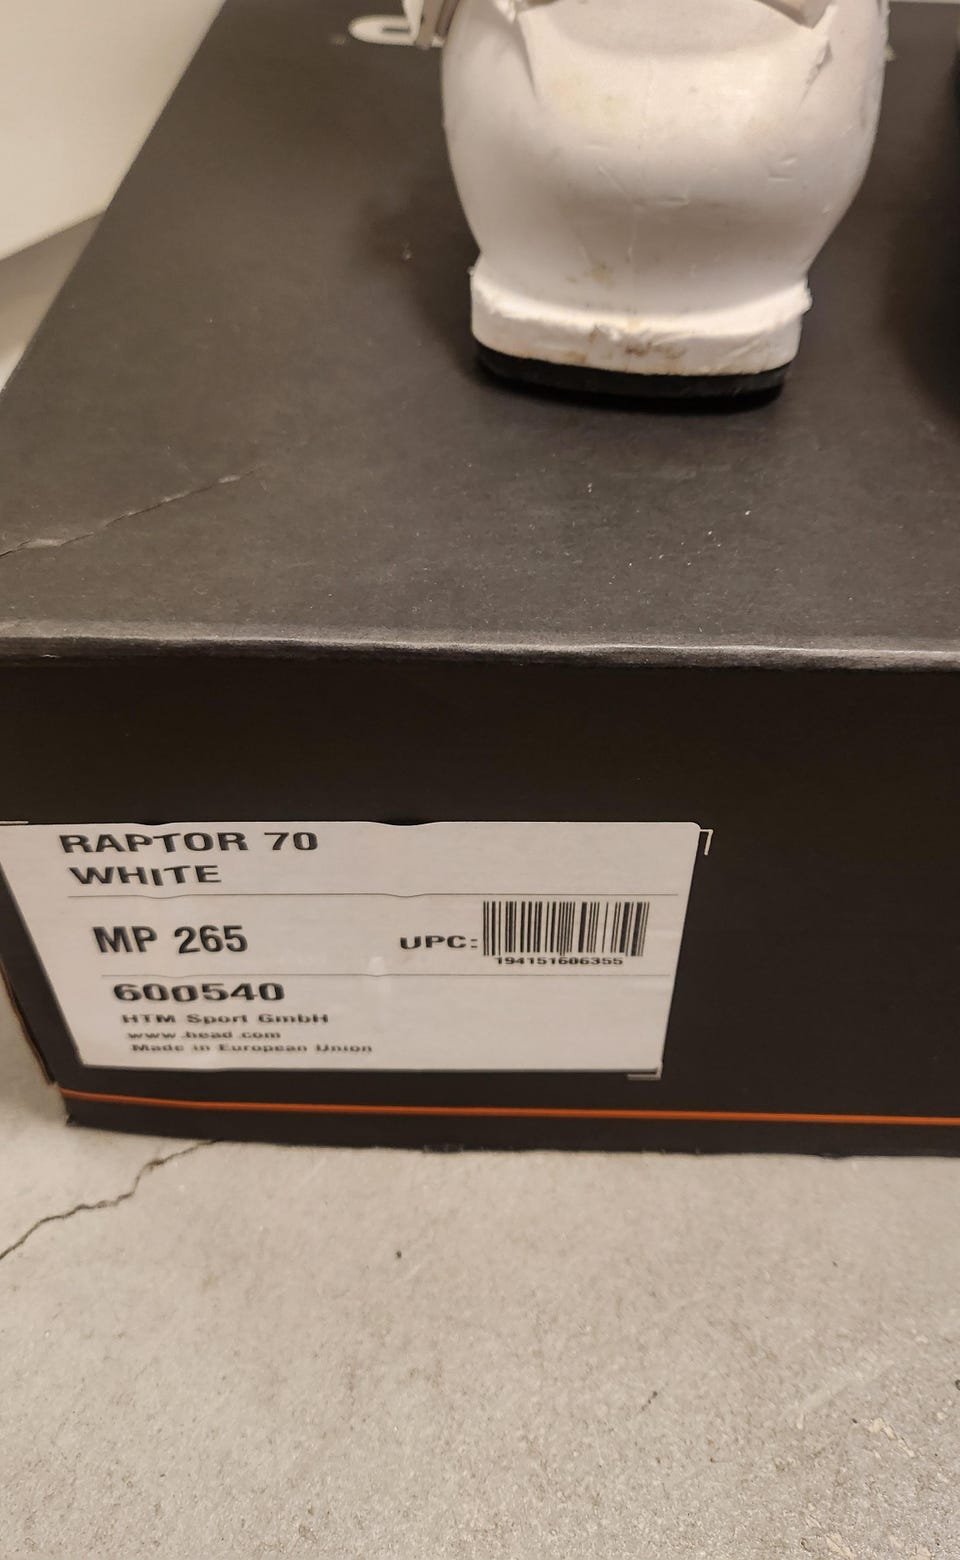 RAPTOR 70
WHITE
MP 265
UPC:
194151606355
600540
HTM Sport GmbH
www.head.com
Made in European Union